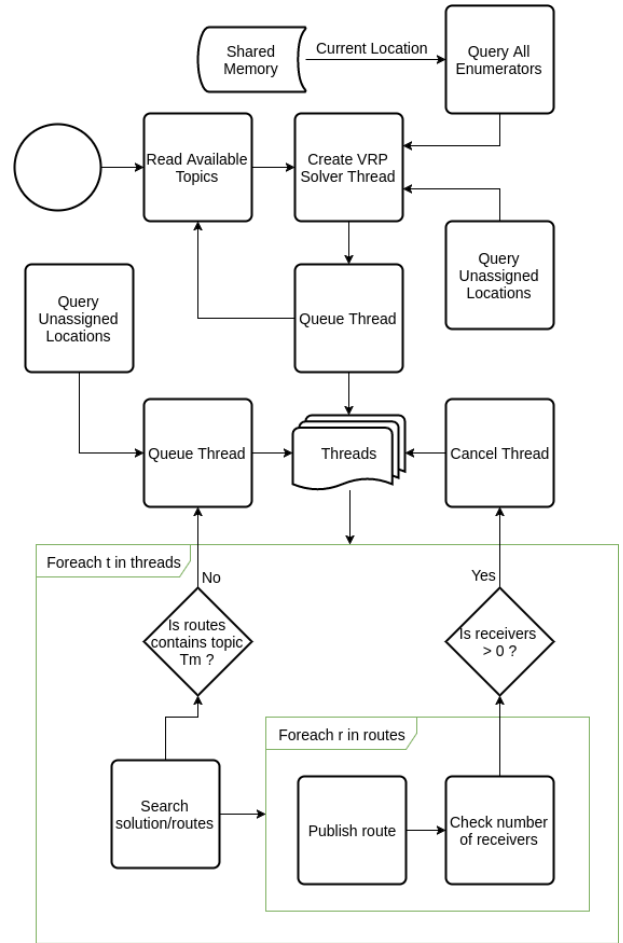 Shared
Memory
Current Location
Query All
Enumerators
Read Available
Topics
Create VRP
Solver Thread
Query
Unassigned
Locations
Query
Unassigned
Locations
Queue Thread
Queue Thread
Threads
Cancel Thread
Foreach t in threads
No
Yes
Is routes
contains topic
Tm ?
Is receivers
> 0 ?
Foreach r in routes
Search
solution/routes
Publish route
Check number
of receivers